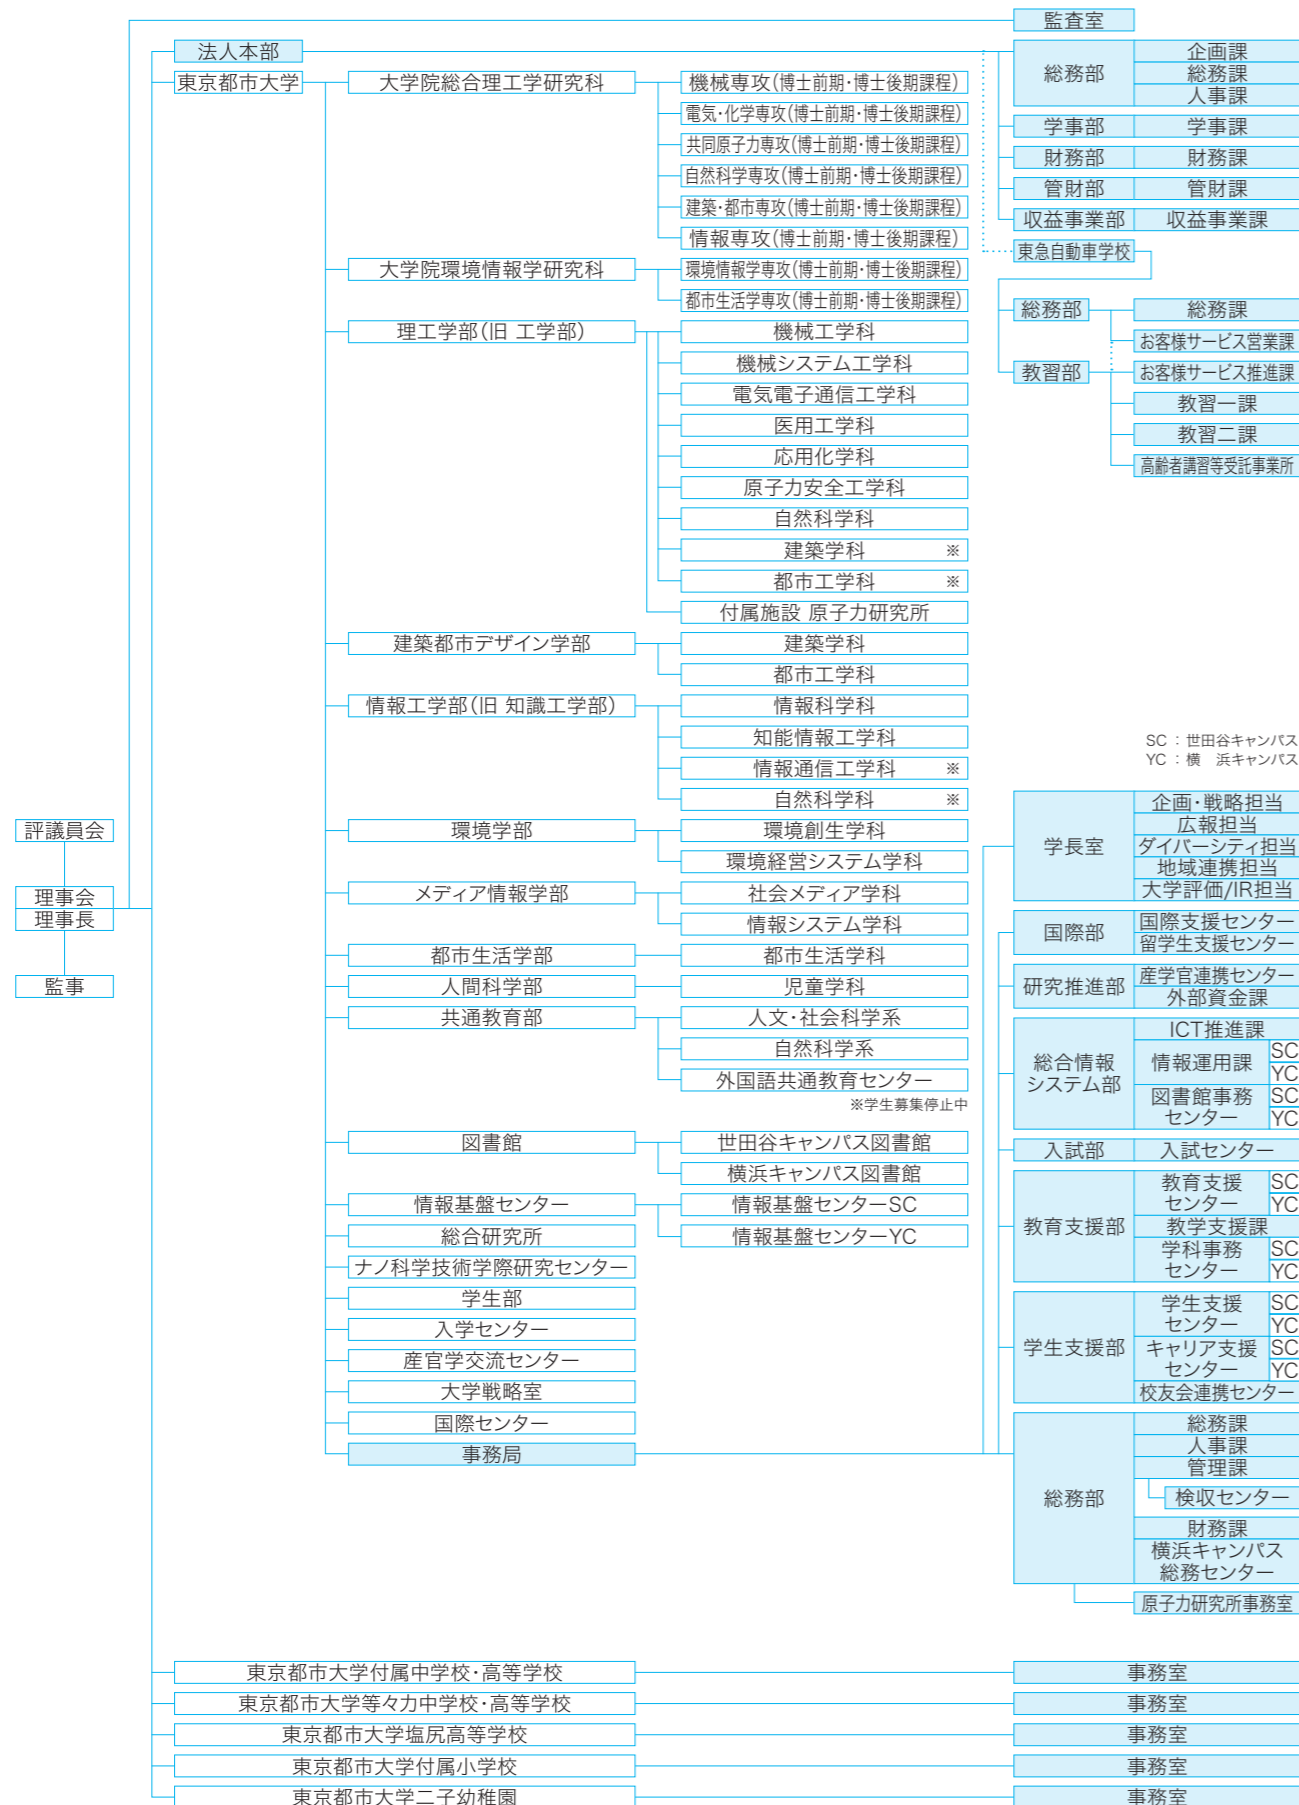 監査室
法人本部
総務部
企画課
総務課
人事課
学事部
学事課
財務部
財務課
管財部
管財課
収益事業部
収益事業課
東急自動車学校
総務部
総務課
お客様サービス営業課
教習部
お客様サービス推進課
教習一課
教習二課
高齢者講習等受託事業所
東京都市大学
大学院総合理工学研究科
機械専攻(博士前期・博士後期課程)
電気・化学専攻(博士前期・博士後期課程)
共同原子力専攻(博士前期・博士後期課程)
自然科学専攻(博士前期・博士後期課程)
建築・都市専攻(博士前期・博士後期課程)
情報専攻(博士前期・博士後期課程)
大学院環境情報学研究科
環境情報学専攻(博士前期・博士後期課程)
都市生活学専攻(博士前期・博士後期課程)
理工学部(旧 工学部)
機械工学科
機械システム工学科
電気電子通信工学科
医用工学科
応用化学科
原子力安全工学科
自然科学科
建築学科 ※
都市工学科 ※
付属施設 原子力研究所
建築都市デザイン学部
建築学科
都市工学科
情報工学部(旧 知識工学部)
情報科学科
知能情報工学科
情報通信工学科 ※
自然科学科 ※
環境学部
環境創生学科
環境経営システム学科
メディア情報学部
社会メディア学科
情報システム学科
都市生活学部
都市生活学科
人間科学部
児童学科
共通教育部
人文・社会科学系
自然科学系
外国語共通教育センター
※学生募集停止中
図書館
世田谷キャンパス図書館
横浜キャンパス図書館
情報基盤センター
情報基盤センターSC
情報基盤センターYC
総合研究所
ナノ科学技術学際研究センター
学生部
入学センター
産官学交流センター
大学戦略室
国際センター
事務局
評議員会
理事会
理事長
監事
SC : 世田谷キャンパス
YC : 横 浜キャンパス
学長室
企画・戦略担当
広報担当
ダイバーシティ担当
地域連携担当
大学評価/IR担当
国際部
国際支援センター
留学生支援センター
研究推進部
産学官連携センター
外部資金課
総合情報
システム部
ICT推進課
情報運用課
SC
YC
図書館事務
センター
SC
YC
入試部
入試センター
教育支援部
教育支援
センター
SC
YC
教学支援課
学科事務
センター
SC
YC
学生支援部
学生支援
センター
SC
YC
キャリア支援
センター
SC
YC
校友会連携センター
総務部
総務課
人事課
管理課
検収センター
財務課
横浜キャンパス
総務センター
原子力研究所事務室
東京都市大学付属中学校・高等学校
事務室
東京都市大学等々力中学校・高等学校
事務室
東京都市大学塩尻高等学校
事務室
東京都市大学付属小学校
事務室
東京都市大学二子幼稚園
事務室